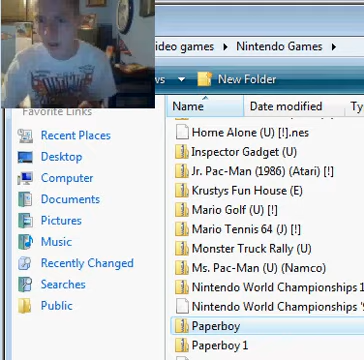 ideo games › Nintendo Games ›
ws New Folder
Name Date modified Ty
Favorite Links
Recent Places
Desktop
Computer
Documents
Pictures
Music
Recently Changed
Searches
Public
Home Alone (U) [!].nes
Inspector Gadget (U)
Jr. Pac-Man (1986) (Atari) [!]
Krustys Fun House (E)
Mario Golf (U) [!]
Mario Tennis 64 (J) [!]
Monster Truck Rally (U)
Ms. Pac-Man (U) (Namco)
Nintendo World Championships 1
Nintendo World Championships '
Paperboy
Paperboy 1